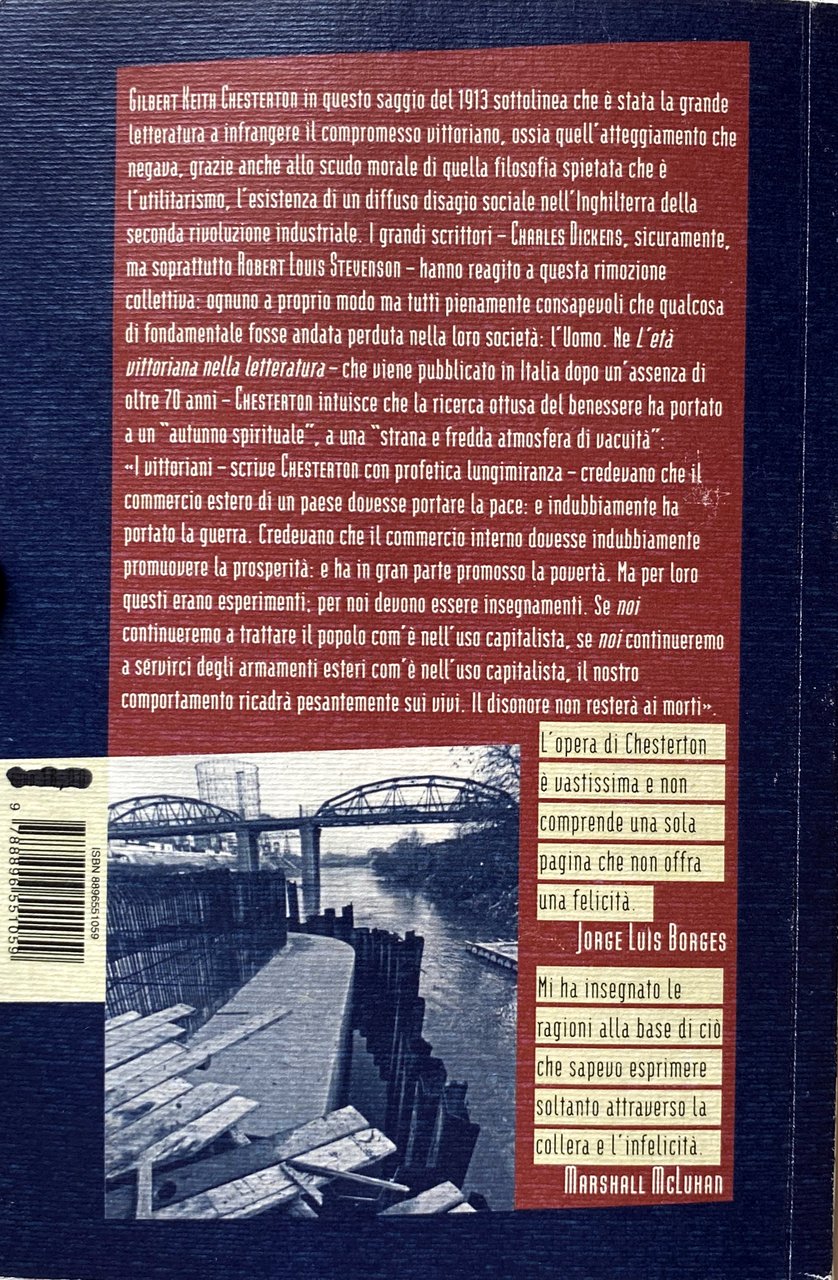 GILBERT KEITH CHESTERTON in questo saggio del 1913 sottolinea che è stata la grande
letteratura a infrangere il compromesso vittoriano, ossia quell'atteggiamento che
negava, grazie anche allo scudo morale di quella filosofia spietata che è
l'utilitarismo, l'esistenza di un diffuso disagio sociale nell'Inghilterra della
seconda rivoluzione industriale. I grandi scrittori – CHARLES DICKENS, sicuramente,
ma soprattutto ROBERT LOUIS STEVENSON – hanno reagito a questa rimozione
collettiva: ognuno a proprio modo ma tutti pienamente consapevoli che qualcosa
di fondamentale fosse andata perduta nella loro società: l'Uomo. Ne L'età
vittoriana nella letteratura – che viene pubblicato in Italia dopo un'assenza di
oltre 70 anni – CHESTERTON intuisce che la ricerca ottusa del benessere ha portato
a un "autunno spirituale", a una "strana e fredda atmosfera di vacuità":
«I vittoriani – scrive CHESTERTON con profetica lungimiranza – credevano che il
commercio estero di un paese dovesse portare la pace: e indubbiamente ha
portato la guerra. Credevano che il commercio interno dovesse indubbiamente
promuovere la prosperità: e ha in gran parte promosso la povertà. Ma per loro
questi erano esperimenti; per noi devono essere insegnamenti. Se noi
continueremo a trattare il popolo com'è nell'uso capitalista, se noi continueremo
a servirci degli armamenti esteri com'è nell'uso capitalista, il nostro
comportamento ricadrà pesantemente sui vivi. Il disonore non resterà ai morti».
L'opera di Chesterton
è vastissima e non
comprende una sola
pagina che non offra
una felicità.
JORGE LUIS BORGES
Mi ha insegnato le
ragioni alla base di ciò
che sapevo esprimere
soltanto attraverso la
collera e l'infelicità.
MARSHALL MCLUHAN
ISBN 8896551059
9 788896 551059